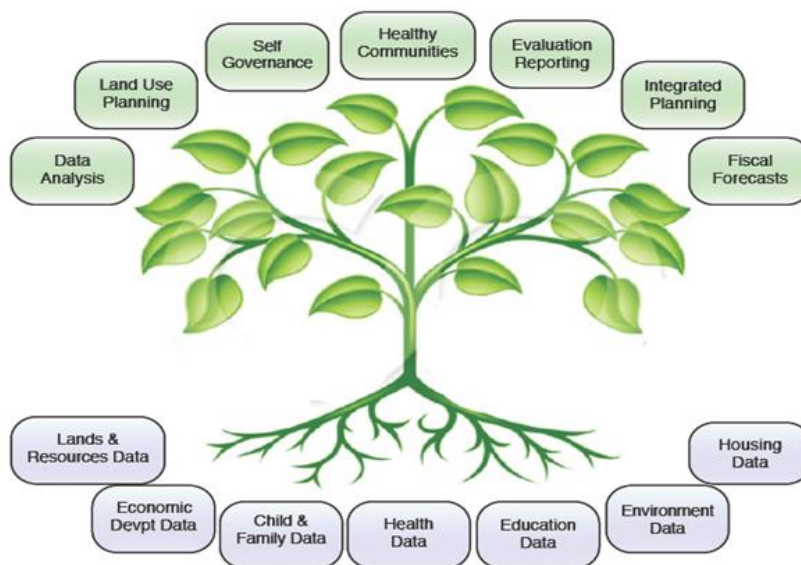 Healthy
Communities
Self
Governance
Evaluation
Reporting
Land Use
Planning
Integrated
Planning
Data
Analysis
Fiscal
Forecasts
Lands &
Resources Data
Housing
Data
Economic
Devpt Data
Child &
Family Data
Health
Data
Education
Data
Environment
Data